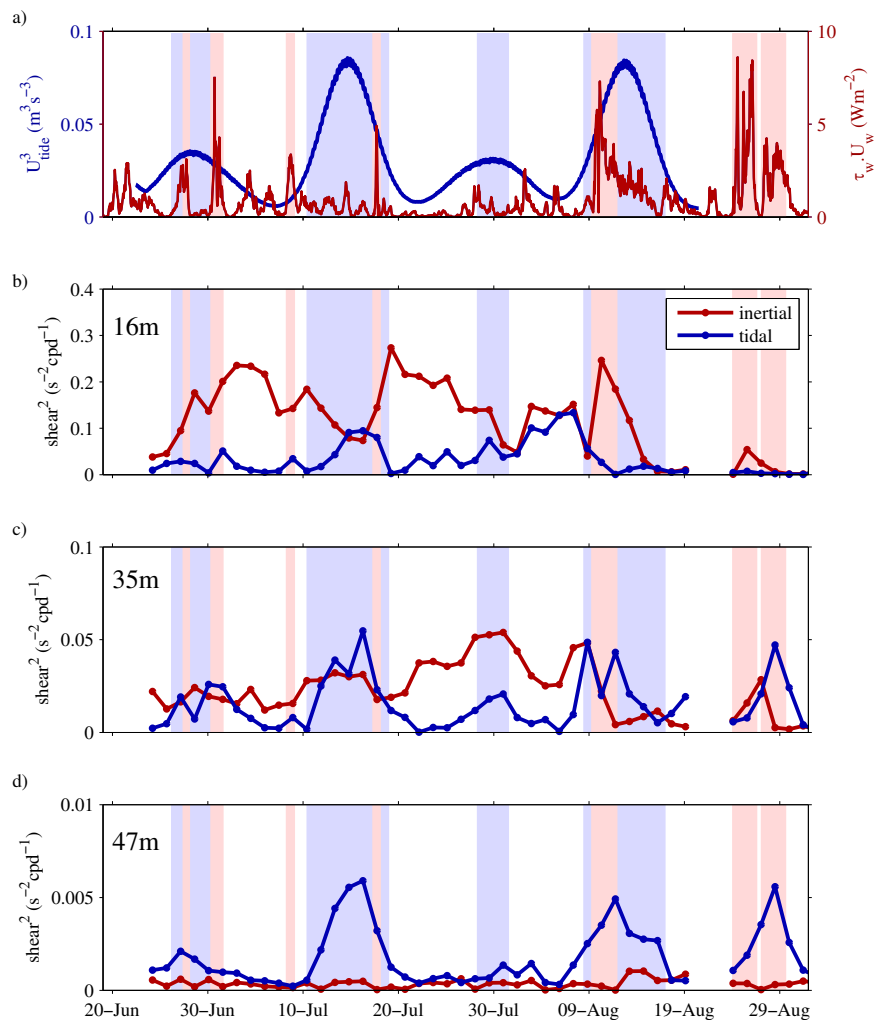 a)
0.1
0.05
0
U³tide (m³ s⁻³)
10
5
0
τw.Uw (Wm⁻²)
b)
16m
0.4
0.3
0.2
0.1
0
shear² (s⁻²cpd⁻¹)
inertial
tidal
c)
35m
0.1
0.05
0
shear² (s⁻²cpd⁻¹)
d)
47m
0.01
0.005
0
shear² (s⁻²cpd⁻¹)
20–Jun 30–Jun 10–Jul 20–Jul 30–Jul 09–Aug 19–Aug 29–Aug